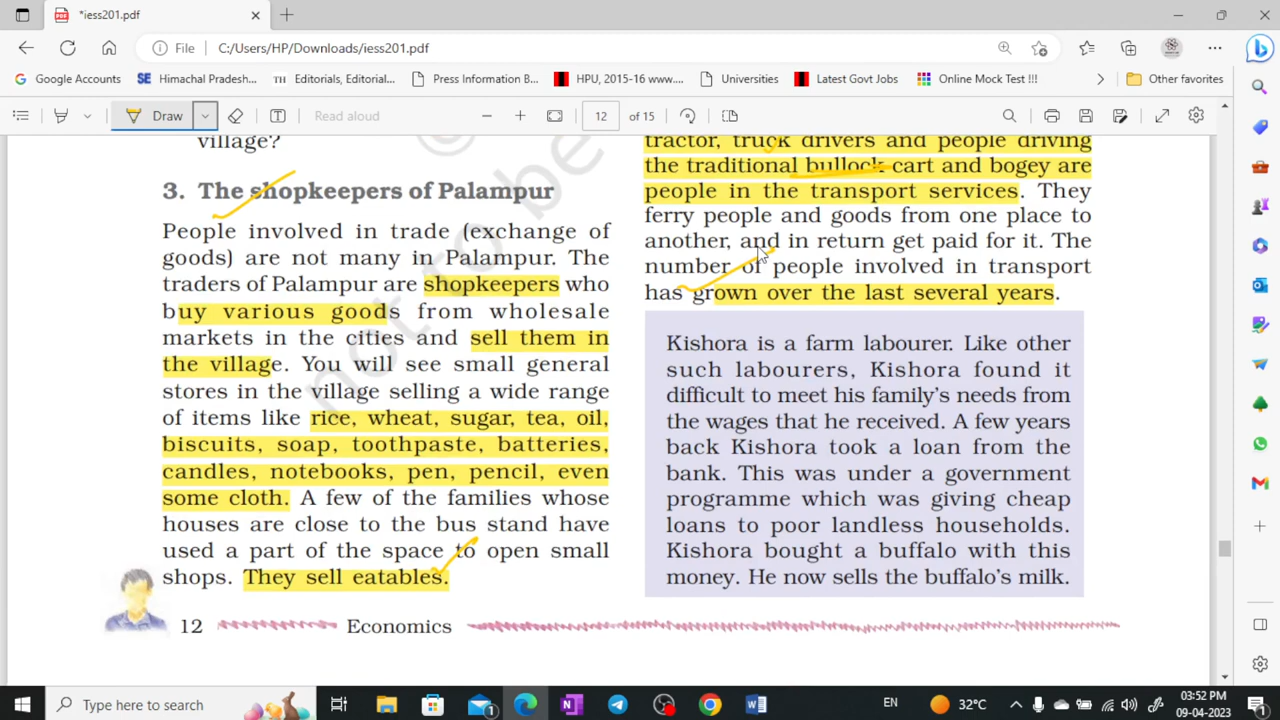 *iess201.pdf
File
C:/Users/HP/Downloads/iess201.pdf
Google Accounts
SE Himachal Pradesh...
TH Editorials, Editorial...
Press Information B...
HPU, 2015-16 www....
Universities
Latest Govt Jobs
Online Mock Test !!!
Other favorites
Draw
Read aloud
12 of 15
village?
3. The shopkeepers of Palampur
People involved in trade (exchange of
goods) are not many in Palampur. The
traders of Palampur are shopkeepers who
buy various goods from wholesale
markets in the cities and sell them in
the village. You will see small general
stores in the village selling a wide range
of items like rice, wheat, sugar, tea, oil,
biscuits, soap, toothpaste, batteries,
candles, notebooks, pen, pencil, even
some cloth. A few of the families whose
houses are close to the bus stand have
used a part of the space to open small
shops. They sell eatables.
tractor, truck drivers and people driving
the traditional bullock cart and bogey are
people in the transport services. They
ferry people and goods from one place to
another, and in return get paid for it. The
number of people involved in transport
has grown over the last several years.
Kishora is a farm labourer. Like other
such labourers, Kishora found it
difficult to meet his family's needs from
the wages that he received. A few years
back Kishora took a loan from the
bank. This was under a government
programme which was giving cheap
loans to poor landless households.
Kishora bought a buffalo with this
money. He now sells the buffalo's milk.
not to be
12
Economics
Type here to search
EN
32°C
03:52 PM
09-04-2023